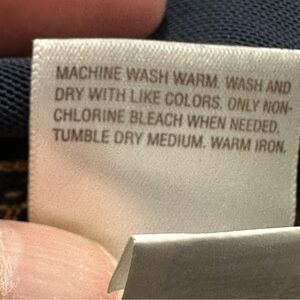 MACHINE WASH WARM. WASH AND
DRY WITH LIKE COLORS. ONLY NON-
CHLORINE BLEACH WHEN NEEDED.
TUMBLE DRY MEDIUM. WARM IRON.